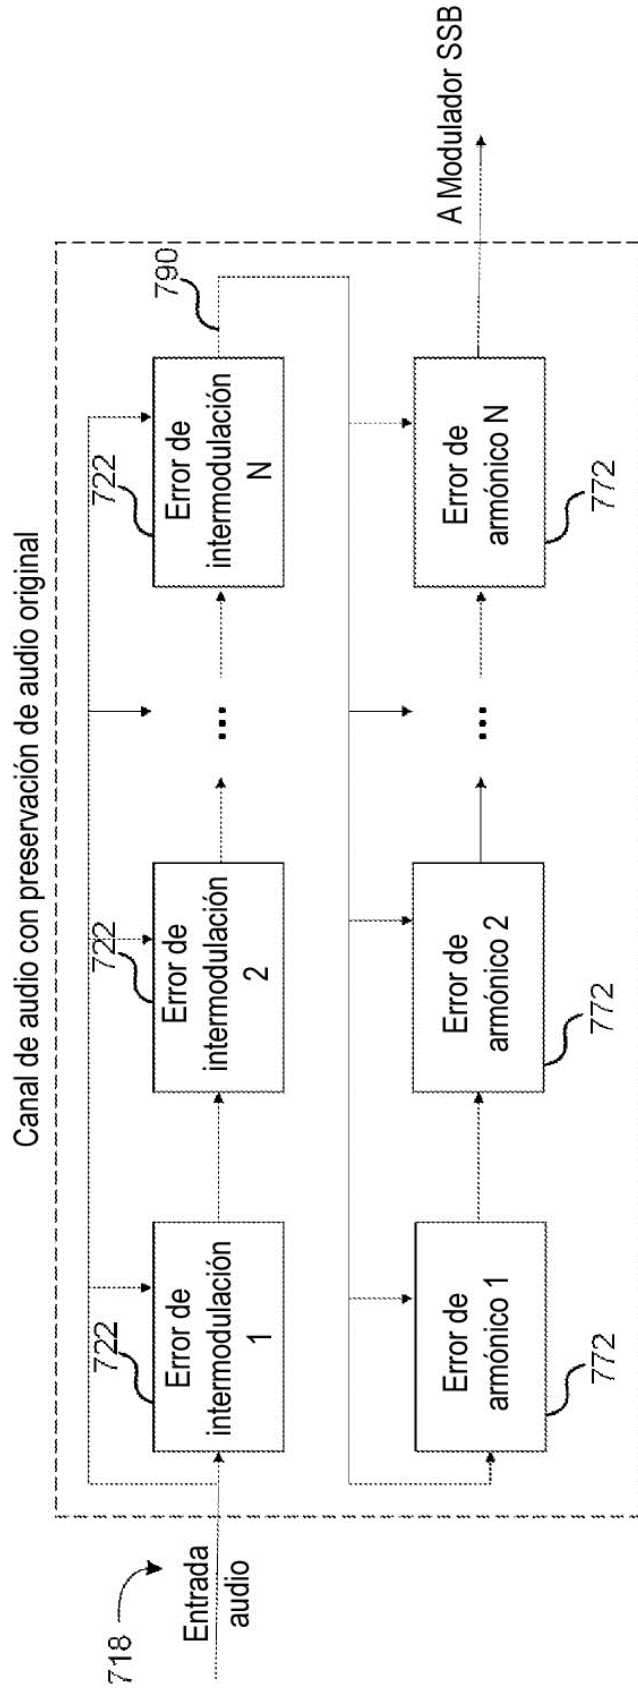 Canal de audio con preservación de audio original
718
Entrada
audio
722
Error de
intermodulación
1
722
Error de
intermodulación
2
...
722
Error de
intermodulación
N
790
772
Error de
armónico 1
772
Error de
armónico 2
...
772
Error de
armónico N
A Modulador SSB